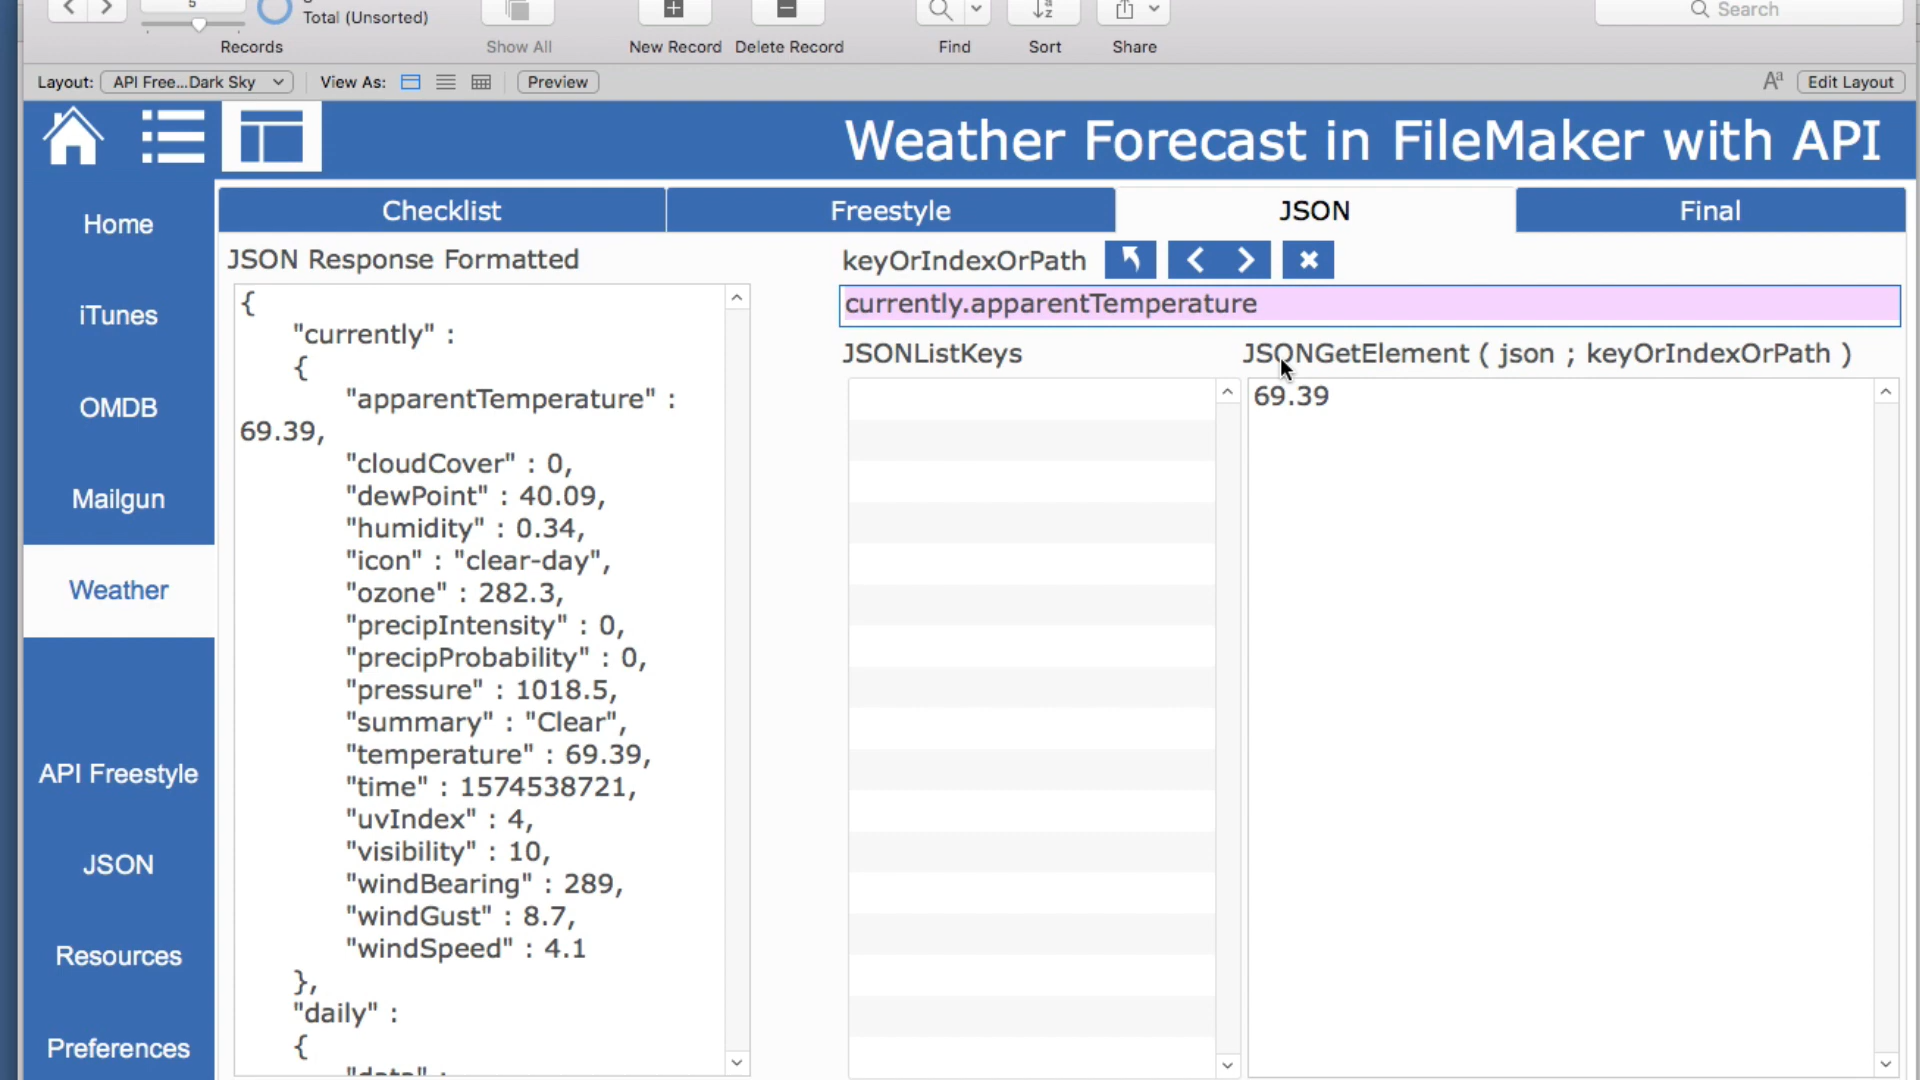 5
Total (Unsorted)
Search
Records
Show All
New Record
Delete Record
Find
Sort
Share
Layout:
API Free...Dark Sky
View As:
Preview
Aa
Edit Layout
Weather Forecast in FileMaker with API
Home
iTunes
OMDB
Mailgun
Weather
API Freestyle
JSON
Resources
Preferences
Checklist
Freestyle
JSON
Final
JSON Response Formatted
{
"currently" :
{
"apparentTemperature" :
69.39,
"cloudCover" : 0,
"dewPoint" : 40.09,
"humidity" : 0.34,
"icon" : "clear-day",
"ozone" : 282.3,
"precipIntensity" : 0,
"precipProbability" : 0,
"pressure" : 1018.5,
"summary" : "Clear",
"temperature" : 69.39,
"time" : 1574538721,
"uvIndex" : 4,
"visibility" : 10,
"windBearing" : 289,
"windGust" : 8.7,
"windSpeed" : 4.1
},
"daily" :
{
"data" :
keyOrIndexOrPath
currently.apparentTemperature
JSONListKeys
JSONGetElement ( json ; keyOrIndexOrPath )
69.39